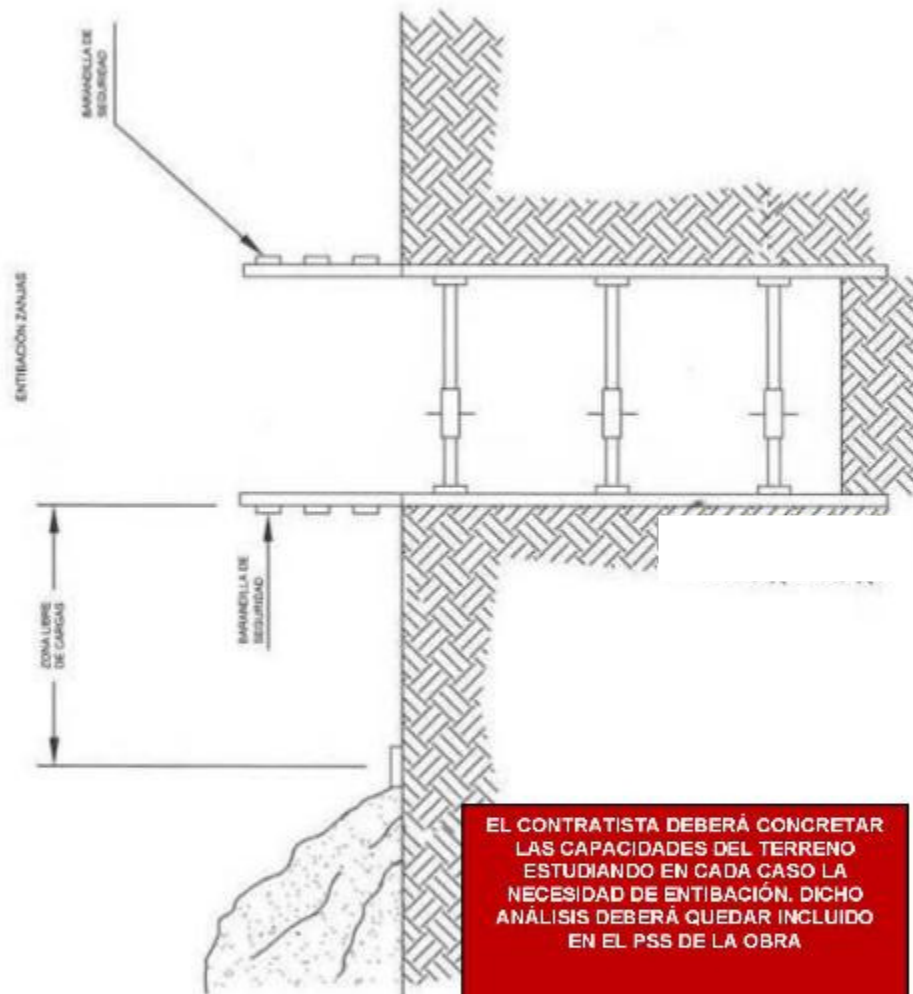 BARANDILLA DE
SEGURIDAD
ENTIBACIÓN ZANJAS
ZONA LIBRE
DE CARGAS
BARANDILLA DE
SEGURIDAD
EL CONTRATISTA DEBERÁ CONCRETAR
LAS CAPACIDADES DEL TERRENO
ESTUDIANDO EN CADA CASO LA
NECESIDAD DE ENTIBACIÓN. DICHO
ANÁLISIS DEBERÁ QUEDAR INCLUIDO
EN EL PSS DE LA OBRA